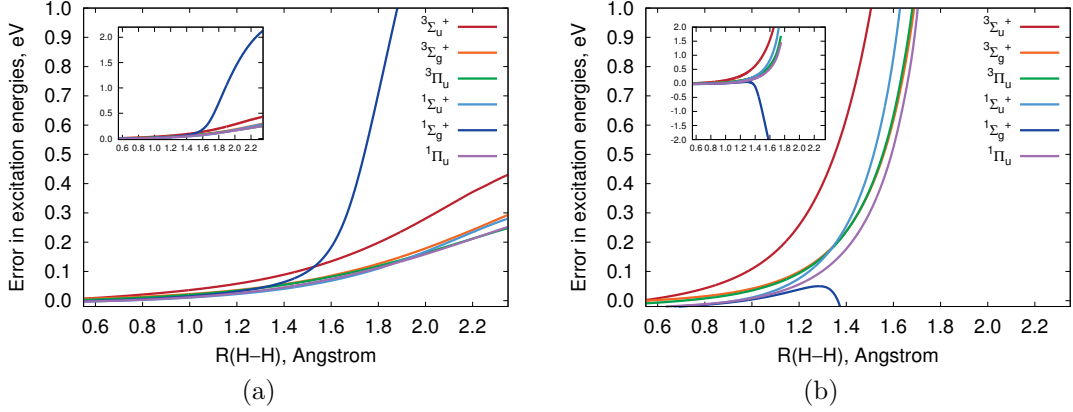 Error in excitation energies, eV
1.0
0.9
0.8
0.7
0.6
0.5
0.4
0.3
0.2
0.1
0.0
0.6 0.8 1.0 1.2 1.4 1.6 1.8 2.0 2.2
R(H−H), Angstrom
2.0
1.5
1.0
0.5
0.0
0.6 0.8 1.0 1.2 1.4 1.6 1.8 2.0 2.2
³Σᵤ⁺
³Σg⁺
³Πᵤ
¹Σᵤ⁺
¹Σg⁺
¹Πᵤ
(a)
Error in excitation energies, eV
1.0
0.9
0.8
0.7
0.6
0.5
0.4
0.3
0.2
0.1
0.0
0.6 0.8 1.0 1.2 1.4 1.6 1.8 2.0 2.2
R(H−H), Angstrom
2.0
1.5
1.0
0.5
0.0
-0.5
-1.0
-1.5
-2.0
0.6 0.8 1.0 1.2 1.4 1.6 1.8 2.0 2.2
³Σᵤ⁺
³Σg⁺
³Πᵤ
¹Σᵤ⁺
¹Σg⁺
¹Πᵤ
(b)